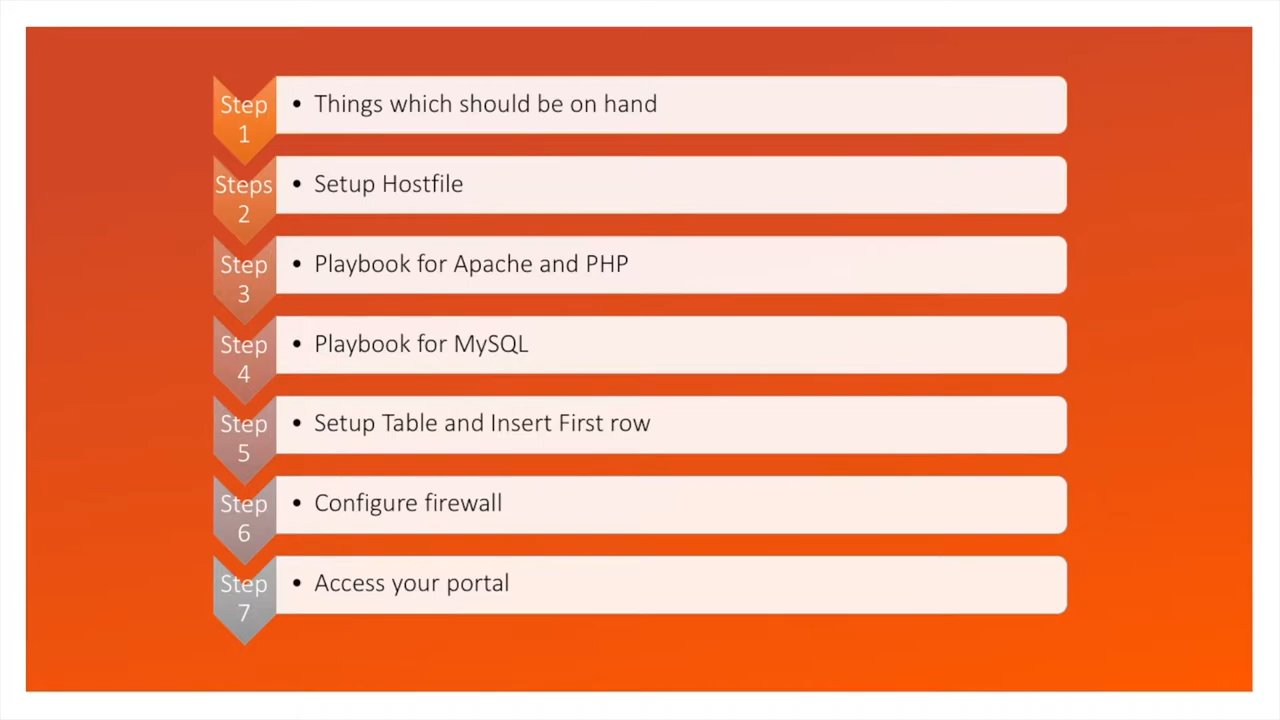 Step
1
• Things which should be on hand
Steps
2
• Setup Hostfile
Step
3
• Playbook for Apache and PHP
Step
4
• Playbook for MySQL
Step
5
• Setup Table and Insert First row
Step
6
• Configure firewall
Step
7
• Access your portal